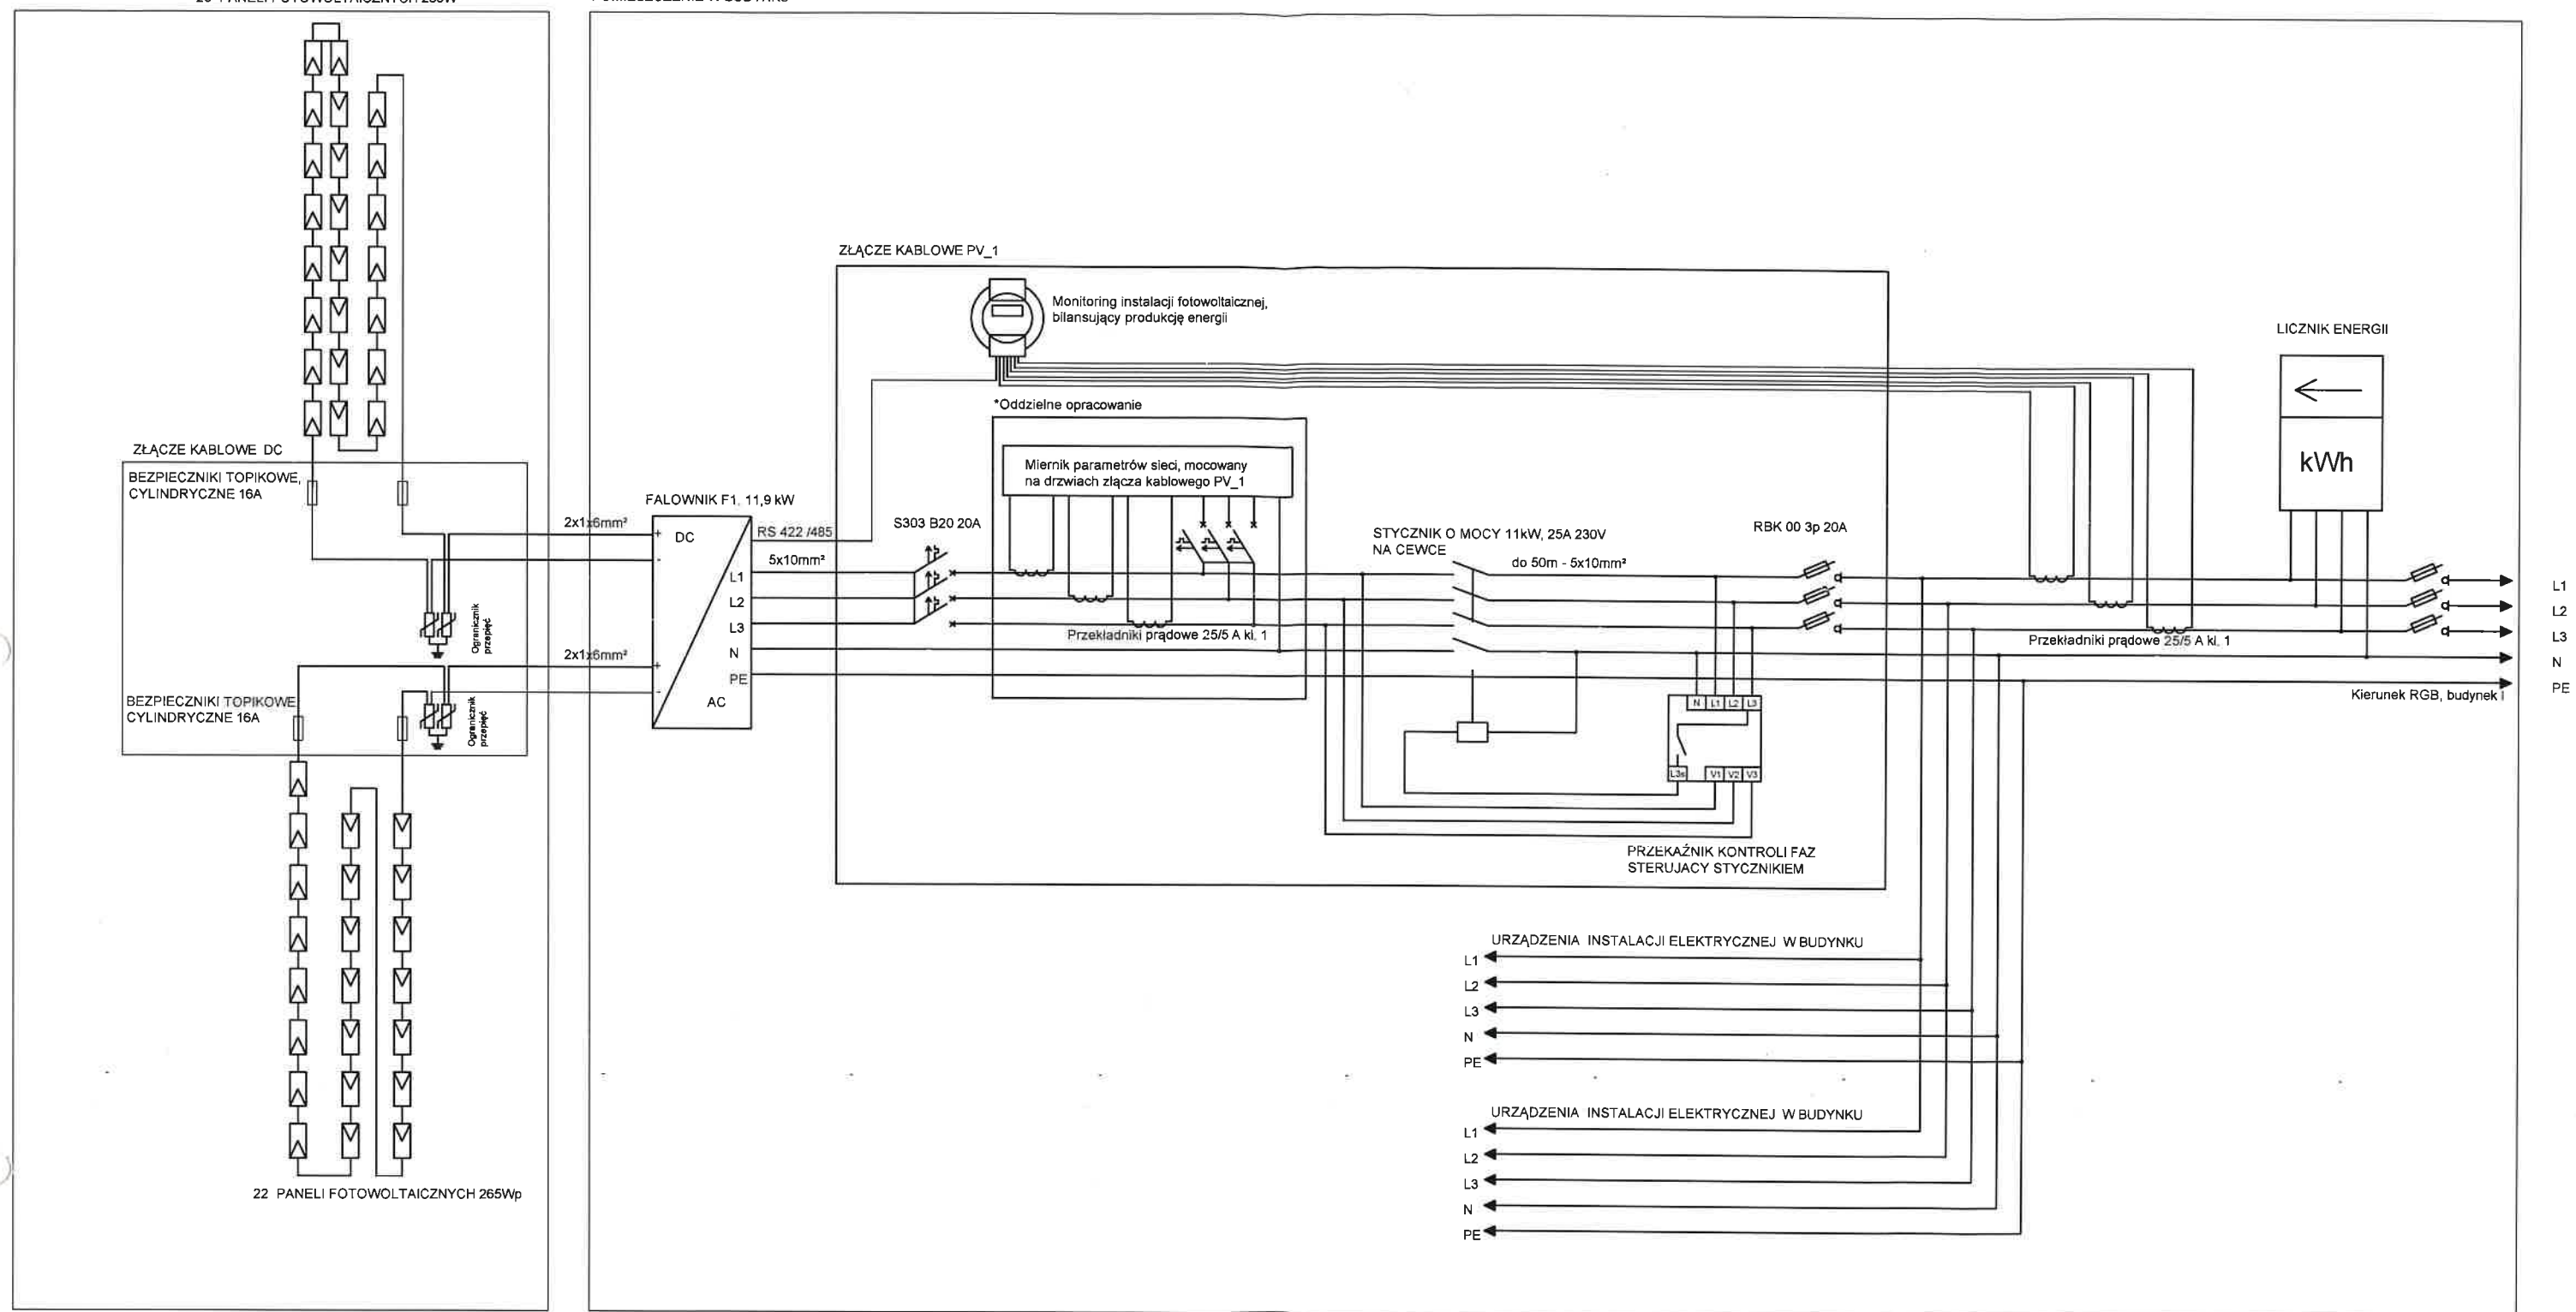 ZŁĄCZE KABLOWE PV_1
Monitoring instalacji fotowoltaicznej,
bilansujący produkcję energii
LICZNIK ENERGII
kWh
*Oddzielne opracowanie
Miernik parametrów sieci, mocowany
na drzwiach złącza kablowego PV_1
ZŁĄCZE KABLOWE DC
BEZPIECZNIKI TOPIKOWE,
CYLINDRYCZNE 16A
2x1x6mm²
Ogranicznik
przepięć
2x1x6mm²
BEZPIECZNIKI TOPIKOWE,
CYLINDRYCZNE 16A
Ogranicznik
przepięć
22 PANELI FOTOWOLTAICZNYCH 265Wp
FALOWNIK F1. 11,9 kW
+
DC
-
+
-
AC
L1
L2
L3
N
PE
RS 422 /485
5x10mm²
S303 B20 20A
Przekładniki prądowe 25/5 A kl. 1
STYCZNIK O MOCY 11kW, 25A 230V
NA CEWCE
do 50m - 5x10mm²
RBK 00 3p 20A
N L1 L2 L3
L3s V1 V2 V3
PRZEKAŹNIK KONTROLI FAZ
STERUJACY STYCZNIKIEM
Przekładniki prądowe 25/5 A kl. 1
L1
L2
L3
N
PE
Kierunek RGB, budynek I
URZĄDZENIA INSTALACJI ELEKTRYCZNEJ W BUDYNKU
L1
L2
L3
N
PE
URZĄDZENIA INSTALACJI ELEKTRYCZNEJ W BUDYNKU
L1
L2
L3
N
PE